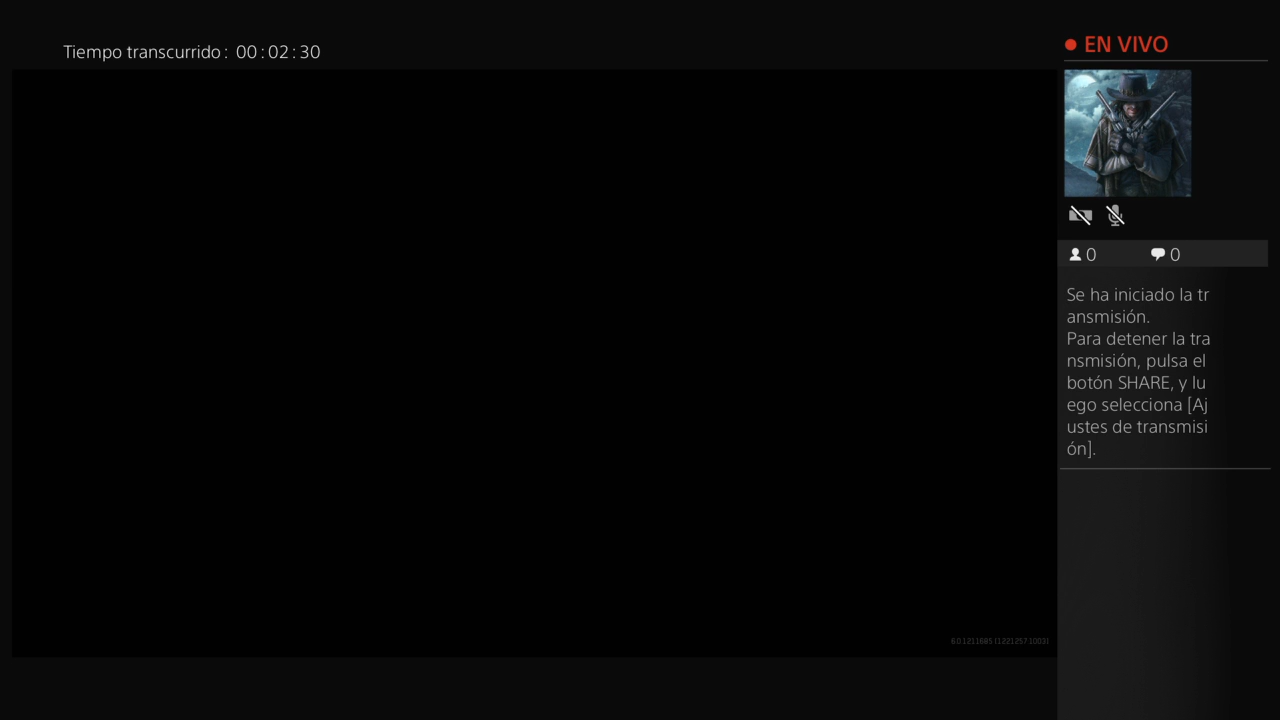 Tiempo transcurrido : 00 : 02 : 30
EN VIVO
0 0
Se ha iniciado la tr
ansmisión.
Para detener la tra
nsmisión, pulsa el
botón SHARE, y lu
ego selecciona [Aj
ustes de transmisi
ón].